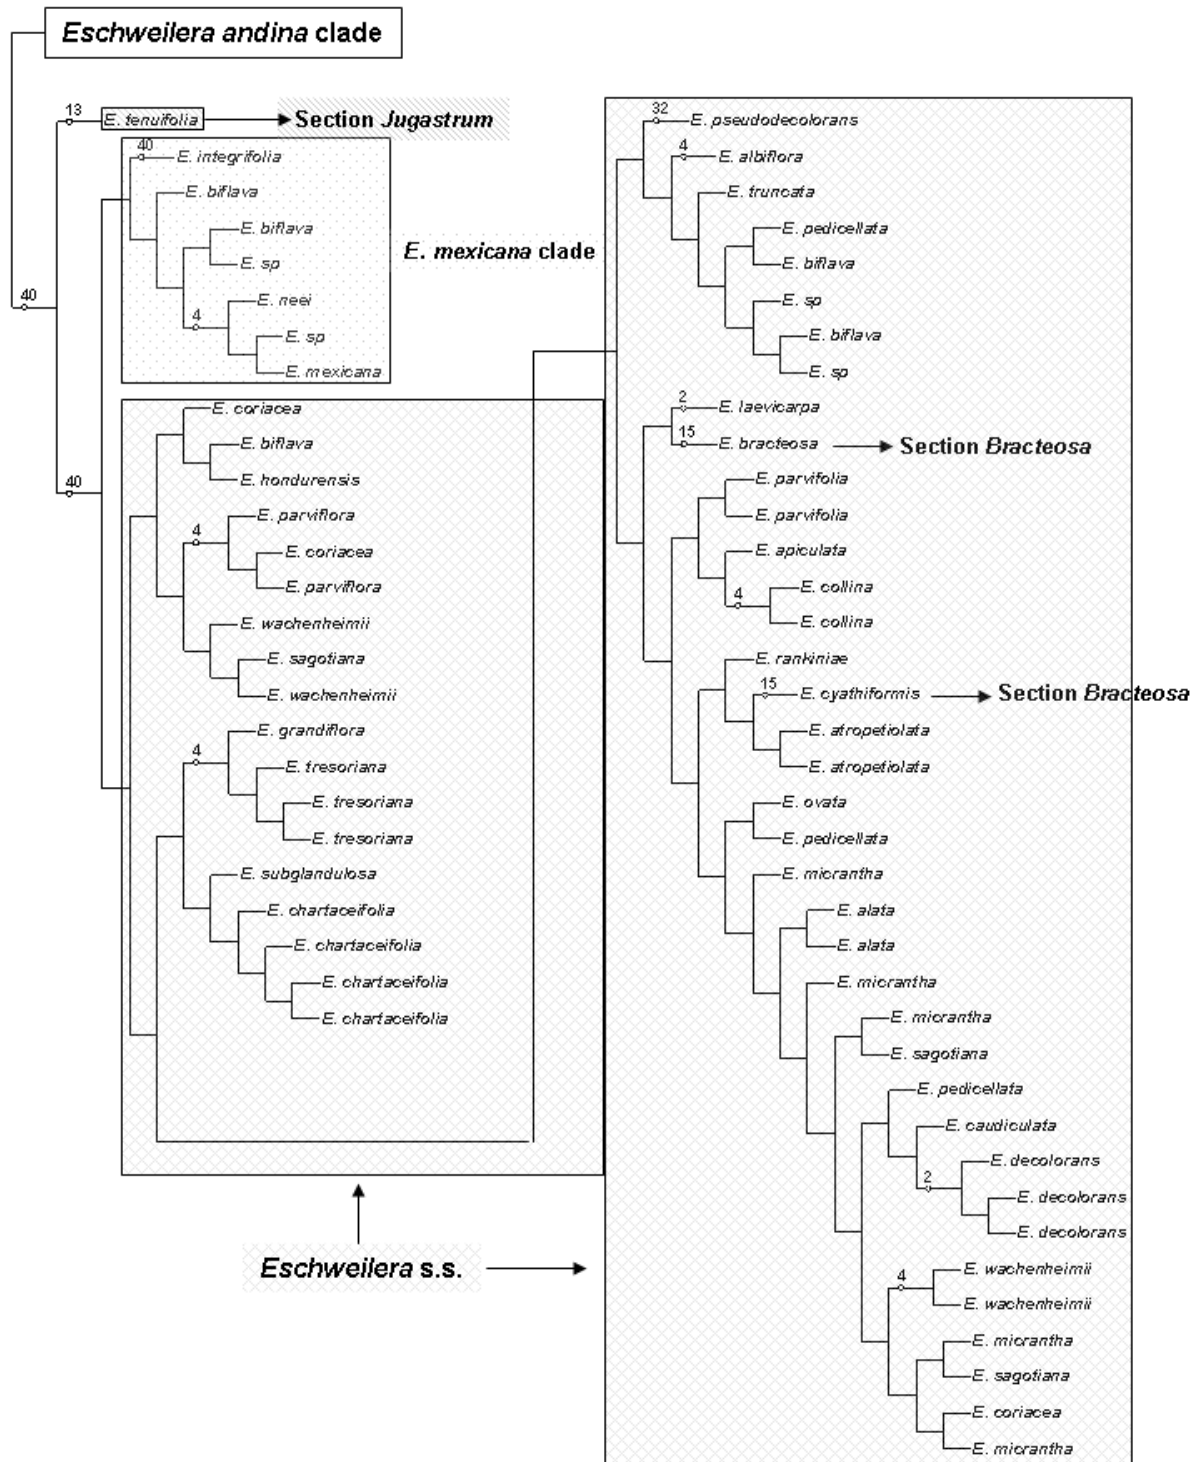 Eschweilera andina clade
13
E. tenuifolia
Section Jugastrum
40
E. integrifolia
E. biflava
E. biflava
E. sp
4
E. neei
E. sp
E. mexicana
E. mexicana clade
40
40
E. coriacea
E. biflava
E. hondurensis
4
E. parviflora
E. coriacea
E. parviflora
E. wachenheimii
E. sagotiana
E. wachenheimii
4
E. grandiflora
E. tresoriana
E. tresoriana
E. tresoriana
E. subglandulosa
E. chartaceifolia
E. chartaceifolia
E. chartaceifolia
E. chartaceifolia
Eschweilera s.s.
32
E. pseudodecolorans
4
E. albiflora
E. truncata
E. pedicellata
E. biflava
E. sp
E. biflava
E. sp
2
E. laevicarpa
15
E. bracteosa
Section Bracteosa
E. parvifolia
E. parvifolia
E. apiculata
4
E. collina
E. collina
E. rankiniae
15
E. cyathiformis
Section Bracteosa
E. atropetiolata
E. atropetiolata
E. ovata
E. pedicellata
E. micrantha
E. alata
E. alata
E. micrantha
E. micrantha
E. sagotiana
E. pedicellata
E. caudiculata
2
E. decolorans
E. decolorans
E. decolorans
4
E. wachenheimii
E. wachenheimii
E. micrantha
E. sagotiana
E. coriacea
E. micrantha